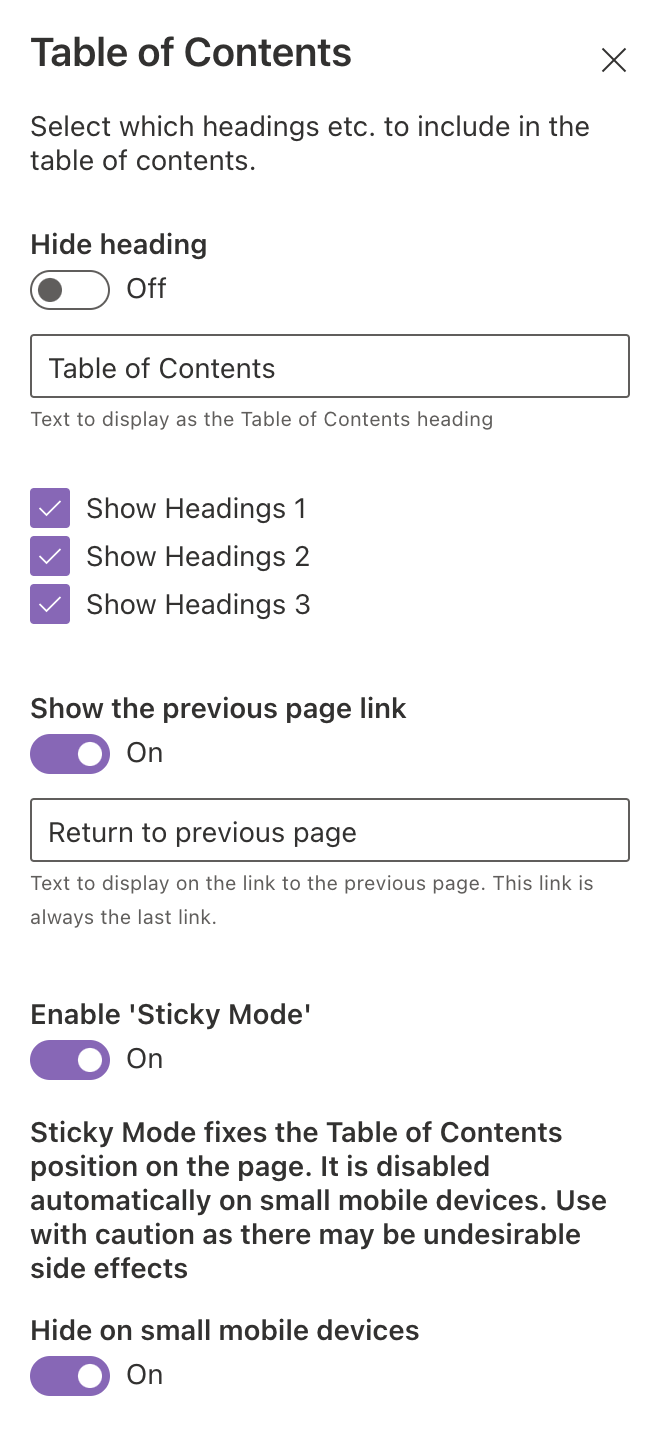 Table of Contents
Select which headings etc. to include in the
table of contents.
Hide heading
Off
Table of Contents
Text to display as the Table of Contents heading
Show Headings 1
Show Headings 2
Show Headings 3
Show the previous page link
On
Return to previous page
Text to display on the link to the previous page. This link is
always the last link.
Enable 'Sticky Mode'
On
Sticky Mode fixes the Table of Contents
position on the page. It is disabled
automatically on small mobile devices. Use
with caution as there may be undesirable
side effects
Hide on small mobile devices
On